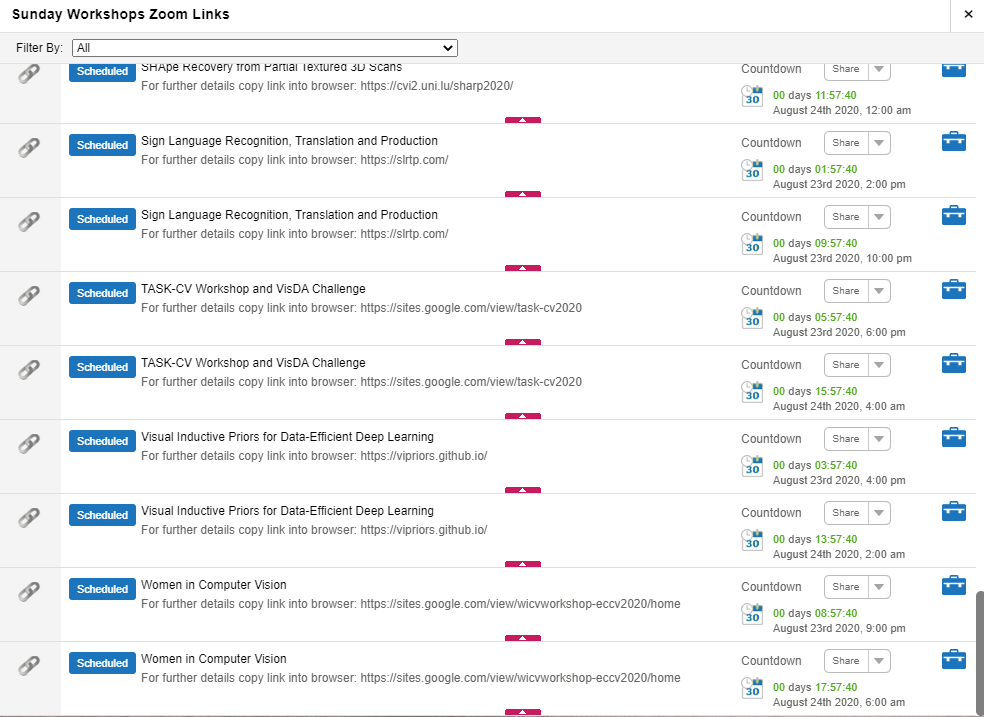 Sunday Workshops Zoom Links
×
Filter By: All
Scheduled SHApe Recovery from Partial Textured 3D Scans Countdown Share
For further details copy link into browser: https://cvi2.uni.lu/sharp2020/
30 00 days 11:57:40
August 24th 2020, 12:00 am
Scheduled Sign Language Recognition, Translation and Production Countdown Share
For further details copy link into browser: https://slrtp.com/
30 00 days 01:57:40
August 23rd 2020, 2:00 pm
Scheduled Sign Language Recognition, Translation and Production Countdown Share
For further details copy link into browser: https://slrtp.com/
30 00 days 09:57:40
August 23rd 2020, 10:00 pm
Scheduled TASK-CV Workshop and VisDA Challenge Countdown Share
For further details copy link into browser: https://sites.google.com/view/task-cv2020
30 00 days 05:57:40
August 23rd 2020, 6:00 pm
Scheduled TASK-CV Workshop and VisDA Challenge Countdown Share
For further details copy link into browser: https://sites.google.com/view/task-cv2020
30 00 days 15:57:40
August 24th 2020, 4:00 am
Scheduled Visual Inductive Priors for Data-Efficient Deep Learning Countdown Share
For further details copy link into browser: https://vipriors.github.io/
30 00 days 03:57:40
August 23rd 2020, 4:00 pm
Scheduled Visual Inductive Priors for Data-Efficient Deep Learning Countdown Share
For further details copy link into browser: https://vipriors.github.io/
30 00 days 13:57:40
August 24th 2020, 2:00 am
Scheduled Women in Computer Vision Countdown Share
For further details copy link into browser: https://sites.google.com/view/wicvworkshop-eccv2020/home
30 00 days 08:57:40
August 23rd 2020, 9:00 pm
Scheduled Women in Computer Vision Countdown Share
For further details copy link into browser: https://sites.google.com/view/wicvworkshop-eccv2020/home
30 00 days 17:57:40
August 24th 2020, 6:00 am